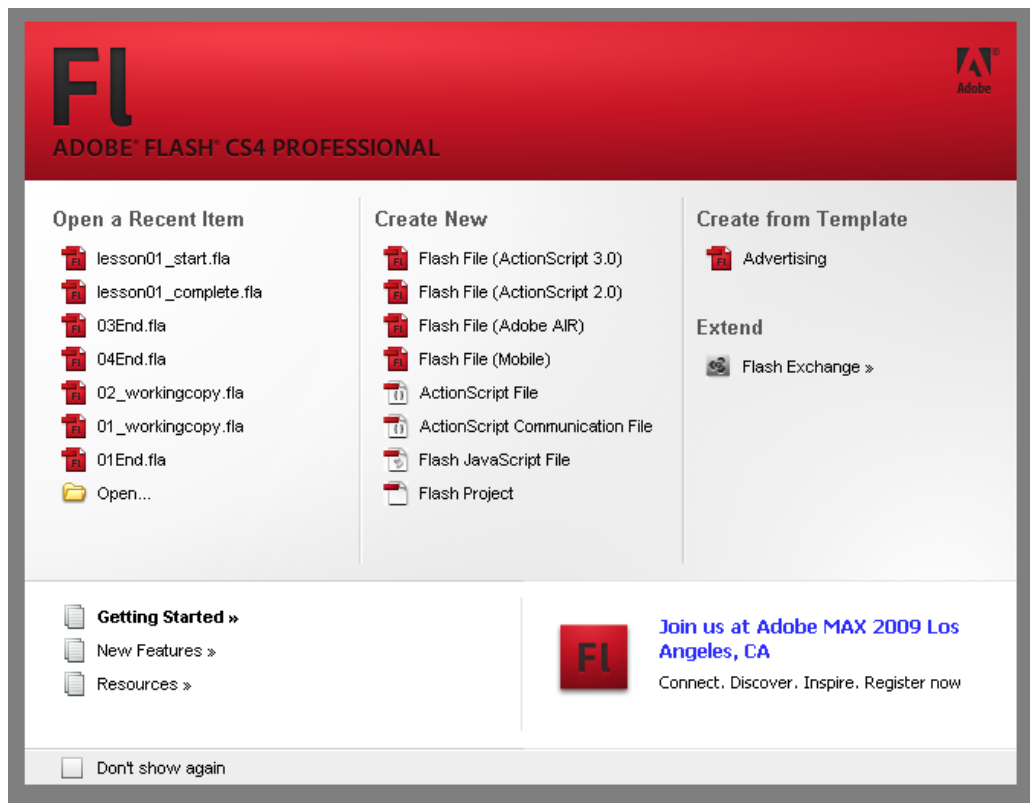 Fl
Adobe
ADOBE® FLASH® CS4 PROFESSIONAL
Open a Recent Item
lesson01_start.fla
lesson01_complete.fla
03End.fla
04End.fla
02_workingcopy.fla
01_workingcopy.fla
01End.fla
Open...
Create New
Flash File (ActionScript 3.0)
Flash File (ActionScript 2.0)
Flash File (Adobe AIR)
Flash File (Mobile)
ActionScript File
ActionScript Communication File
Flash JavaScript File
Flash Project
Create from Template
Advertising
Extend
Flash Exchange »
Getting Started »
New Features »
Resources »
Fl
Join us at Adobe MAX 2009 Los
Angeles, CA
Connect. Discover. Inspire. Register now
Don't show again